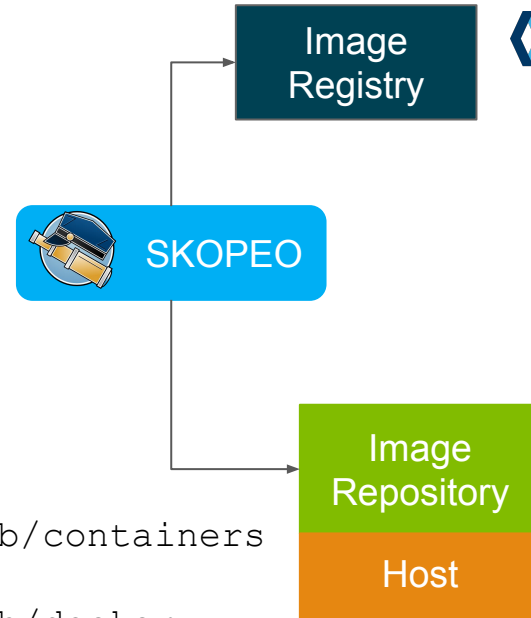 Image
Registry
SKOPEO
Image
Repository
b/containers
Host